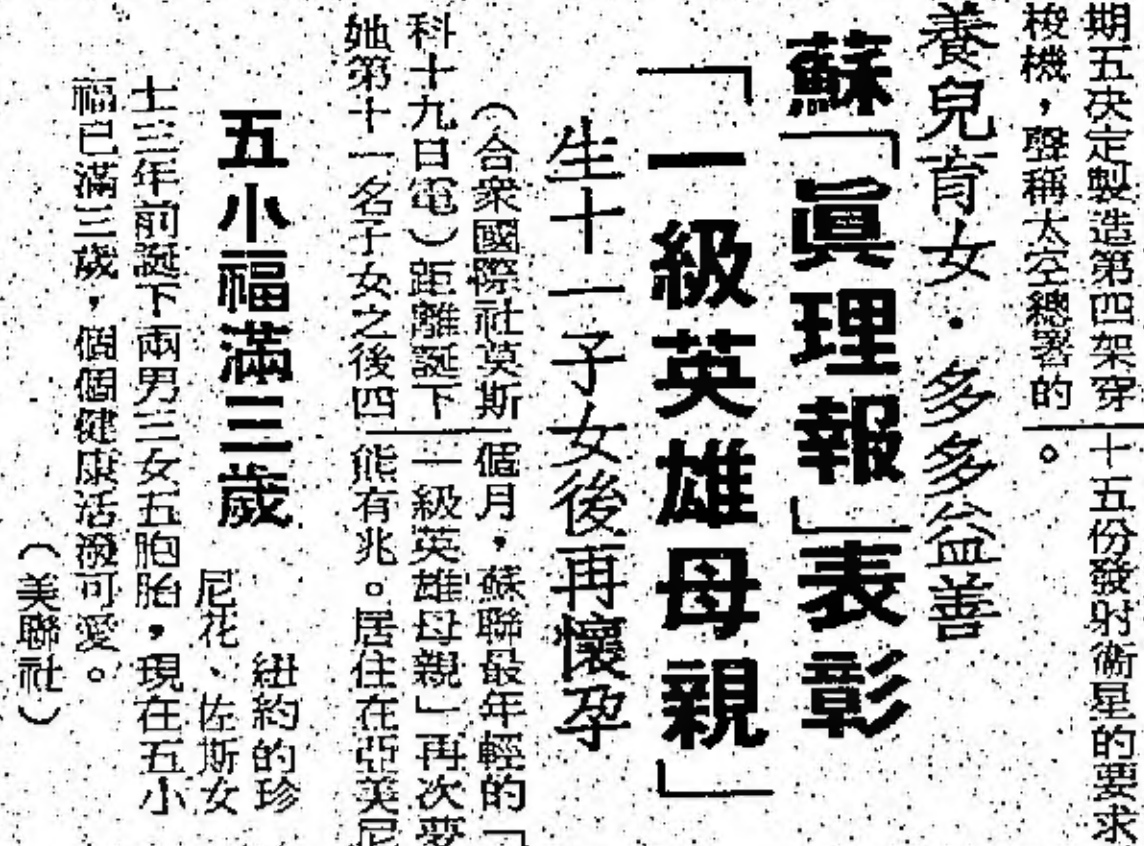 期五决定製造第四架穿
梭機，聲稱太空總署的
十五份發射衞星的要求
。
養兒育女．多多益善
蘇「眞理報」表彰
「一級英雄母親」
生十一子女後再懷孕
（合衆國際社莫斯
科十九日電）距離誕下
她第十一名子女之後四
個月，蘇聯最年輕的「
一級英雄母親」再次夢
熊有兆。居住在亞美尼
五小福滿三歲
紐約的珍
尼花、佐斯女
士三年前誕下兩男三女五胞胎，現在五小
福已滿三歲，個個健康活潑可愛。
（美聯社）